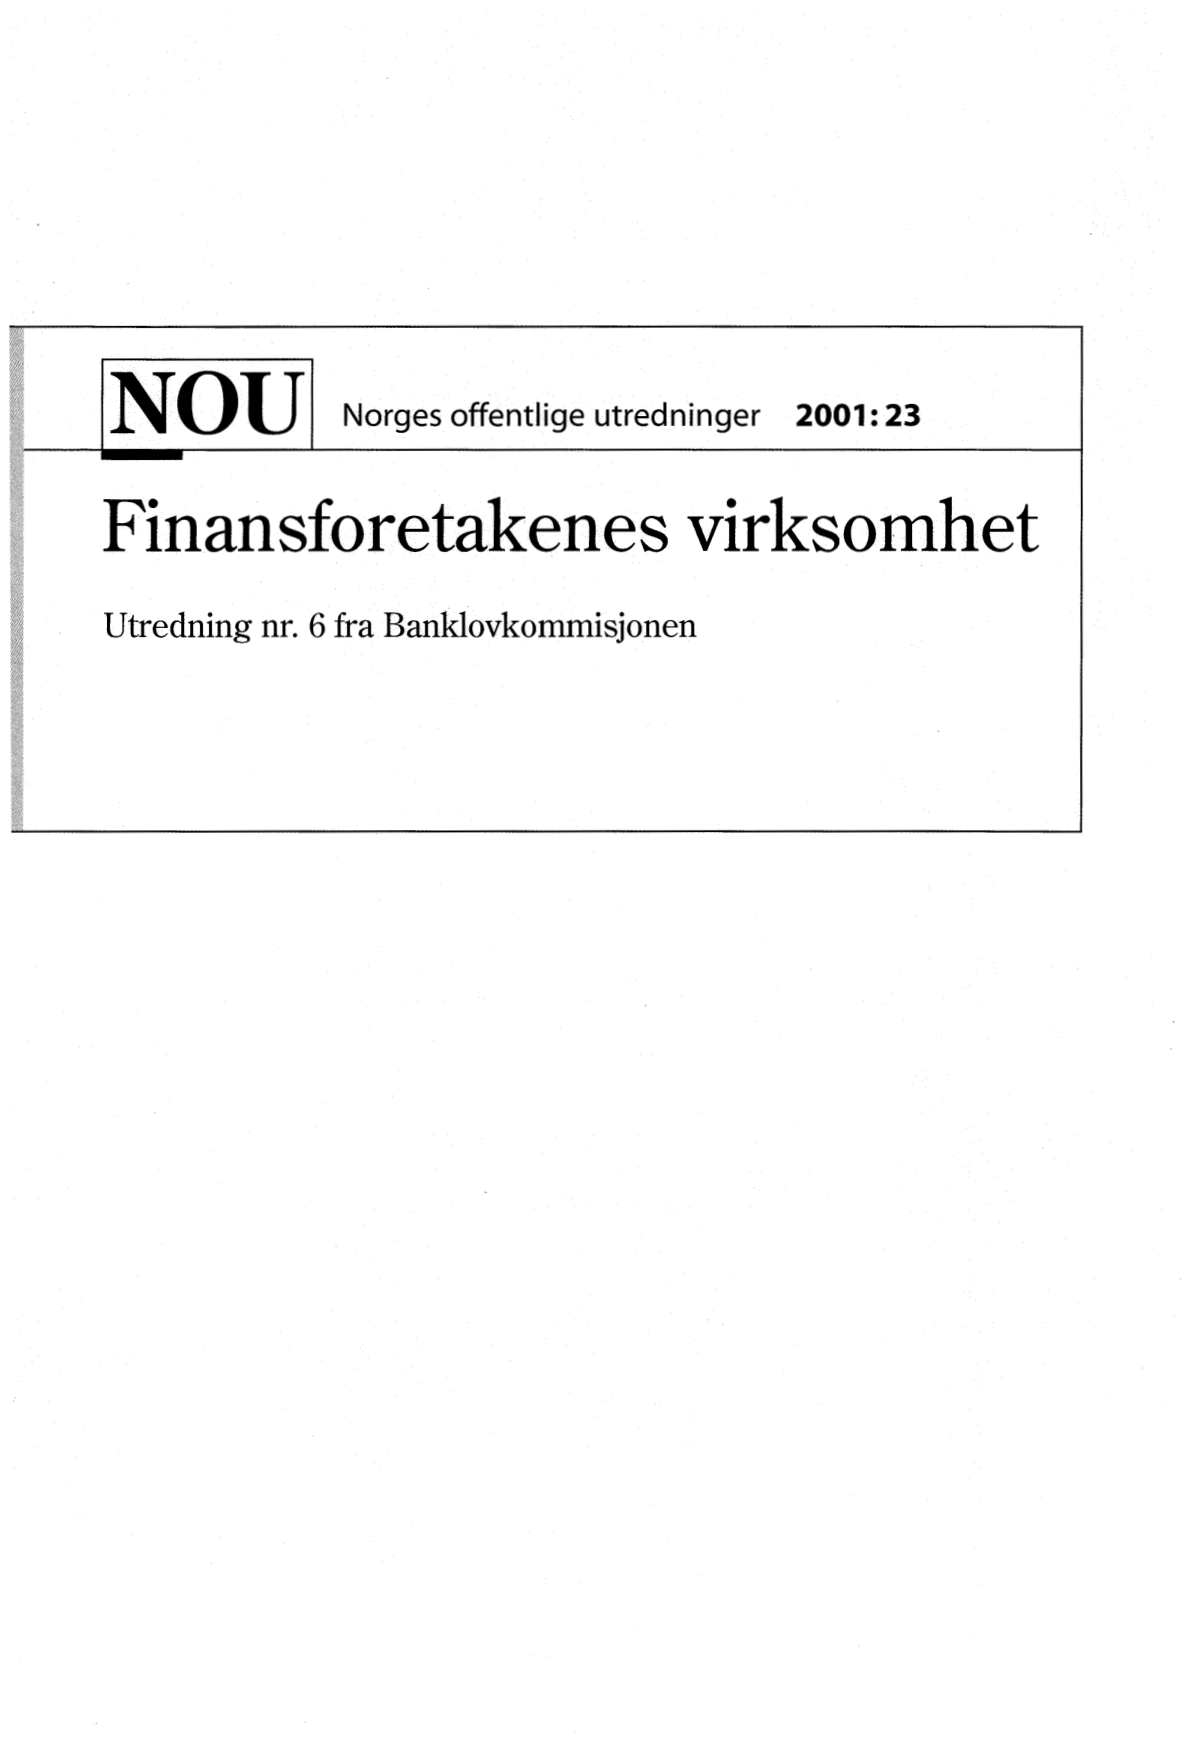 NOU Norges offentlige utredninger 2001: 23
Finansforetakenes virksomhet
Utredning nr. 6 fra Banklovkommisjonen